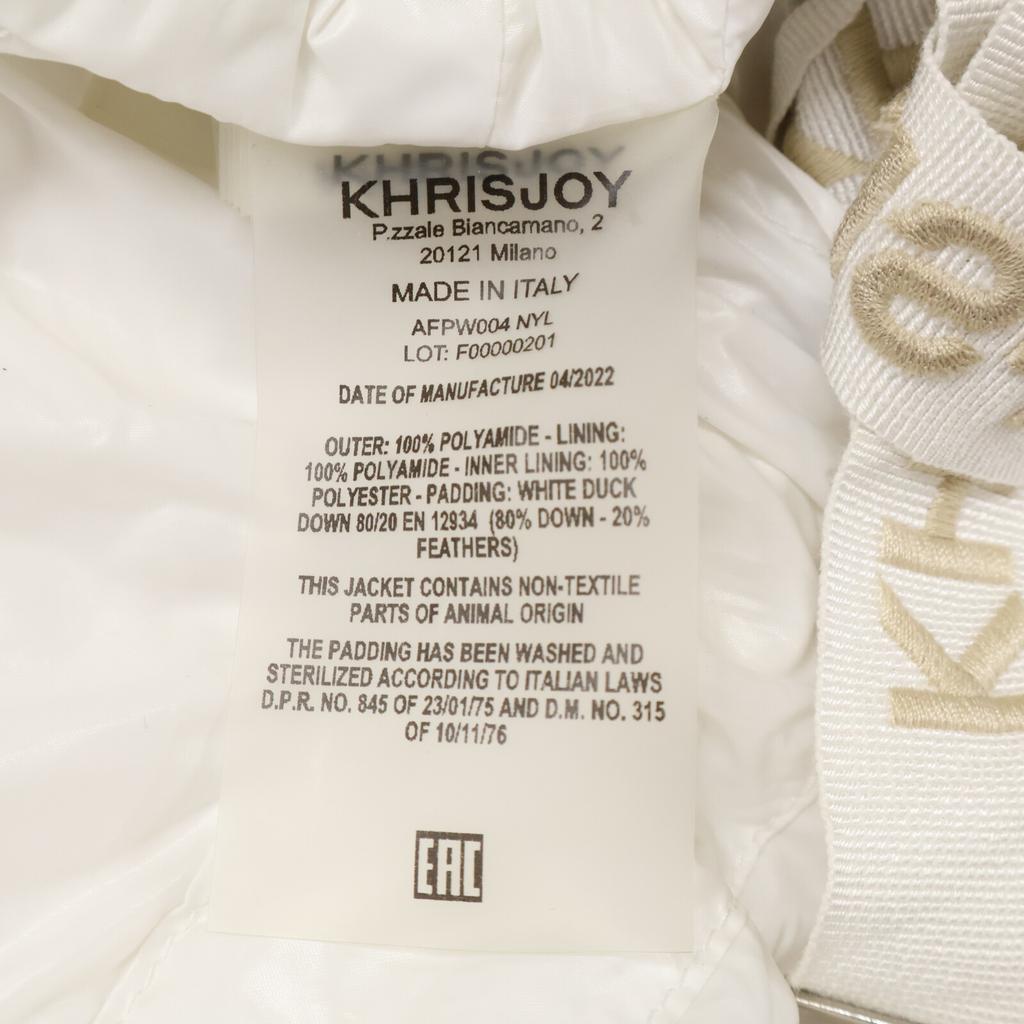 KHRISJOY
P.zzale Biancamano, 2
20121 Milano
MADE IN ITALY
AFPW004 NYL
LOT: F00000201
DATE OF MANUFACTURE 04/2022
OUTER: 100% POLYAMIDE - LINING:
100% POLYAMIDE - INNER LINING: 100%
POLYESTER - PADDING: WHITE DUCK
DOWN 80/20 EN 12934 (80% DOWN - 20%
FEATHERS)
THIS JACKET CONTAINS NON-TEXTILE
PARTS OF ANIMAL ORIGIN
THE PADDING HAS BEEN WASHED AND
STERILIZED ACCORDING TO ITALIAN LAWS
D.P.R. NO. 845 OF 23/01/75 AND D.M. NO. 315
OF 10/11/76
EAC
KH